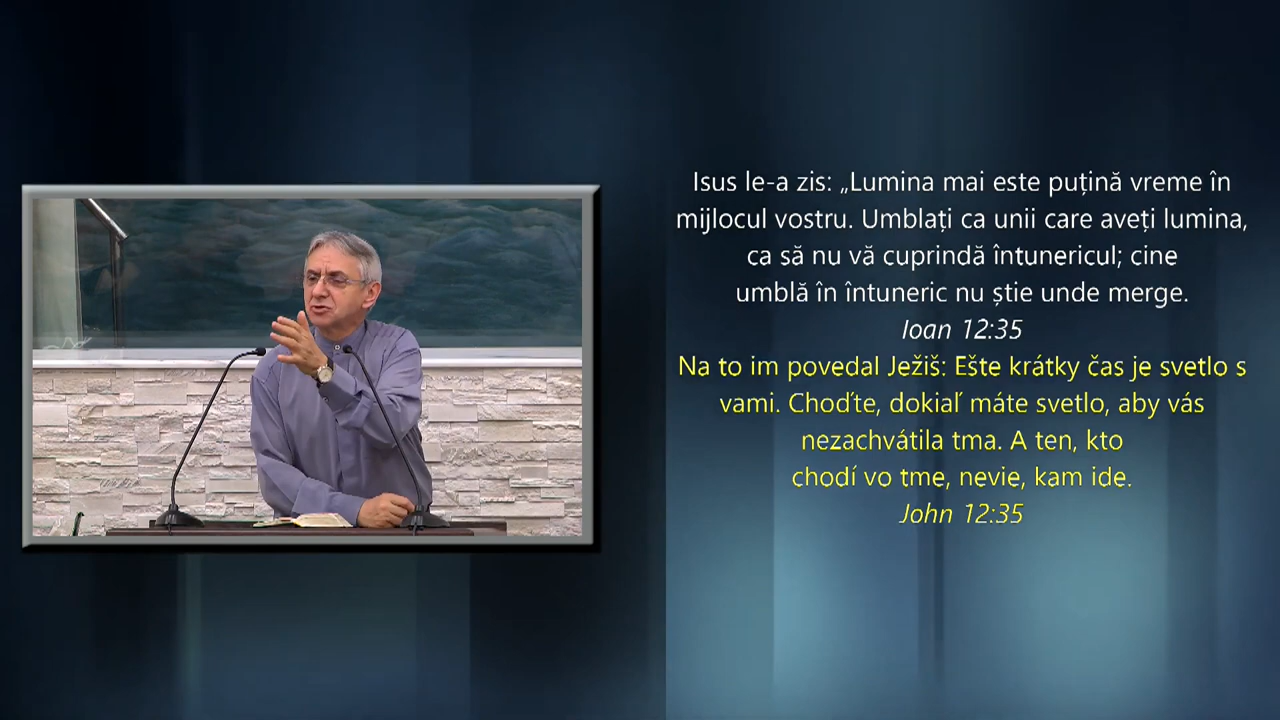 Isus le-a zis: „Lumina mai este puțină vreme în
mijlocul vostru. Umblați ca unii care aveți lumina,
ca să nu vă cuprindă întunericul; cine
umblă în întuneric nu știe unde merge.
Ioan 12:35
Na to im povedal Ježiš: Ešte krátky čas je svetlo s
vami. Choďte, dokiaľ máte svetlo, aby vás
nezachvátila tma. A ten, kto
chodí vo tme, nevie, kam ide.
John 12:35